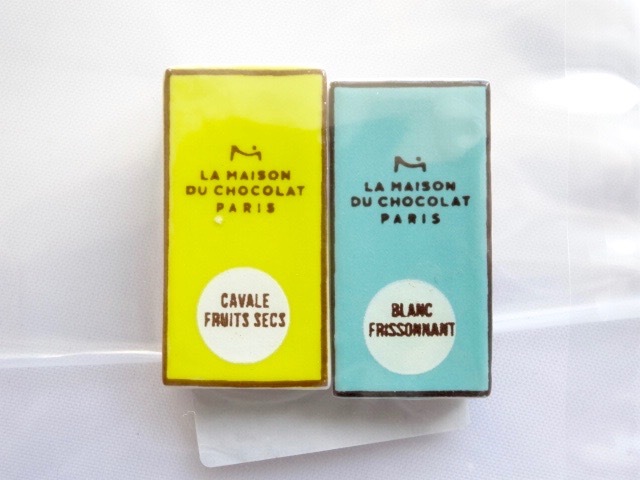 LA MAISON
DU CHOCOLAT
PARIS
CAVALE
FRUITS SECS
LA MAISON
DU CHOCOLAT
PARIS
BLANC
FRISSONNANT